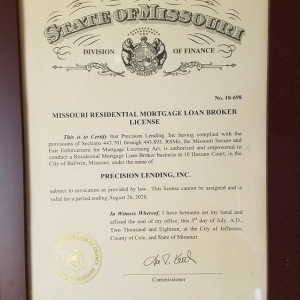 STATE OF MISSOURI
DIVISION OF FINANCE
No. 18-698
MISSOURI RESIDENTIAL MORTGAGE LOAN BROKER
LICENSE
This is to Certify that Precision Lending, Inc having complied with the
provisions of Sections 443.701 through 443.893, RSMo, the Missouri Secure and
Fair Enforcement for Mortgage Licensing Act, is authorized and empowered to
conduct a Residential Mortgage Loan Broker business at 10 Hassam Court, in the
City of Ballwin, Missouri, under the name of
PRECISION LENDING, INC.
subject to revocation as provided by law. This license cannot be assigned and is
valid for a period ending August 26, 2020.
In Witness Whereof, I have hereunto set my hand and
affixed the seal of my office, this 3rd day of July, A.D.,
Two Thousand and Eighteen, at the City of Jefferson,
County of Cole, and State of Missouri.
Commissioner